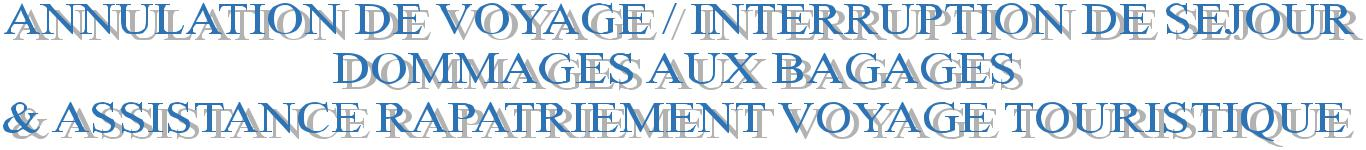 ANNULATION DE VOYAGE / INTERRUPTION DE SEJOUR
DOMMAGES AUX BAGAGES
& ASSISTANCE RAPATRIEMENT VOYAGE TOURISTIQUE